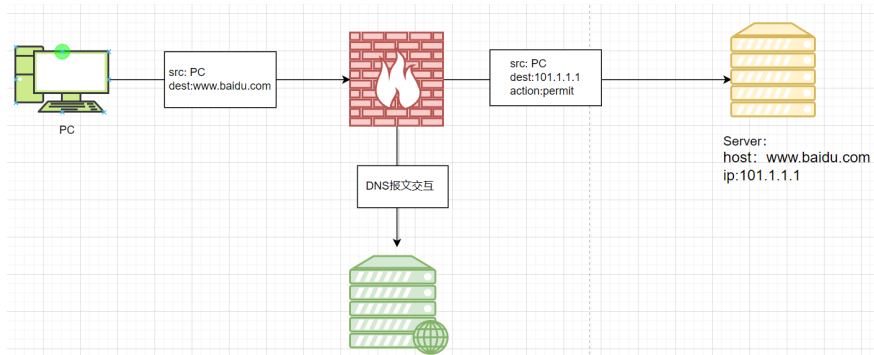 src: PC
dest:www.baidu.com
src: PC
dest:101.1.1.1
action:permit
PC
DNS报文交互
Server：
host：www.baidu.com
ip:101.1.1.1